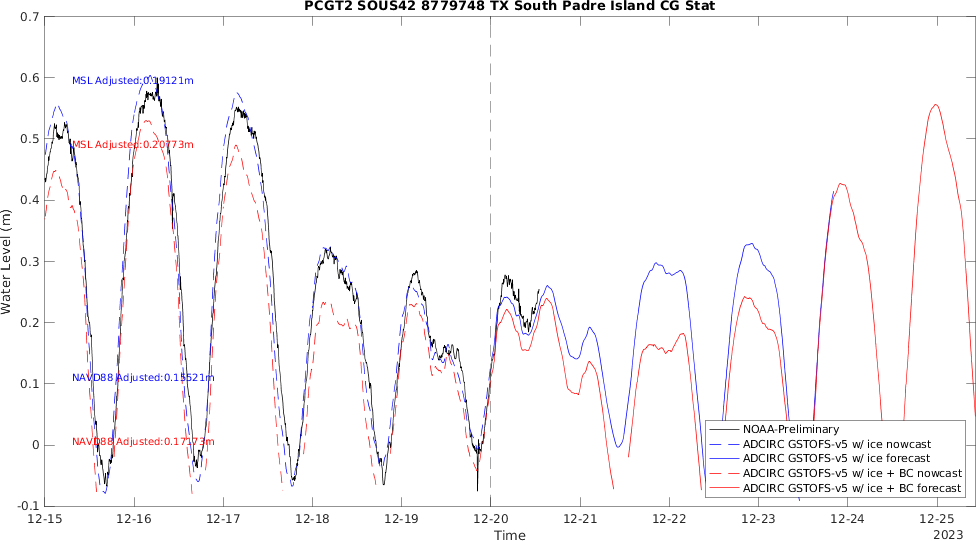 PCGT2 SOUS42 8779748 TX South Padre Island CG Stat
0.7
0.6
0.5
0.4
0.3
0.2
0.1
0
-0.1
Water Level (m)
MSL Adjusted:0.19121m
MSL Adjusted:0.20773m
NAVD88 Adjusted:0.15521m
NAVD88 Adjusted:0.17173m
NOAA-Preliminary
ADCIRC GSTOFS-v5 w/ ice nowcast
ADCIRC GSTOFS-v5 w/ ice forecast
ADCIRC GSTOFS-v5 w/ ice + BC nowcast
ADCIRC GSTOFS-v5 w/ ice + BC forecast
12-15 12-16 12-17 12-18 12-19 12-20 12-21 12-22 12-23 12-24 12-25
Time
2023